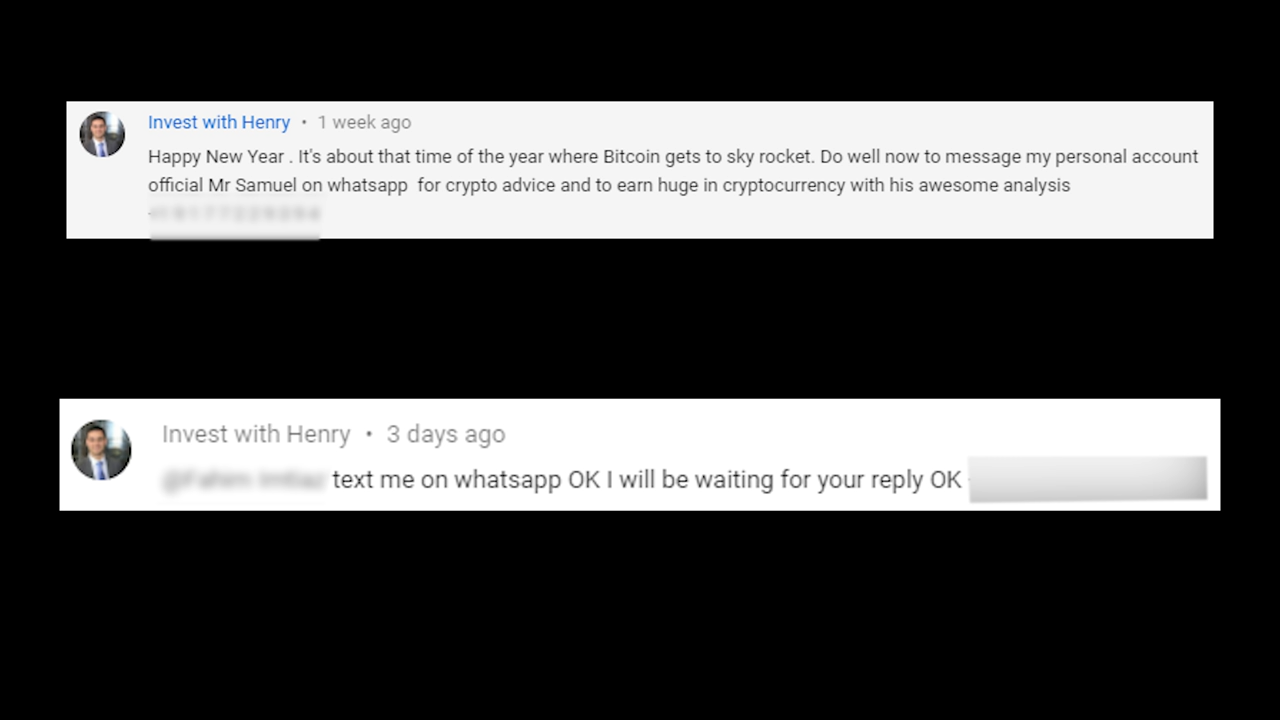 Invest with Henry • 1 week ago
Happy New Year . It's about that time of the year where Bitcoin gets to sky rocket. Do well now to message my personal account
official Mr Samuel on whatsapp for crypto advice and to earn huge in cryptocurrency with his awesome analysis
Invest with Henry • 3 days ago
text me on whatsapp OK I will be waiting for your reply OK